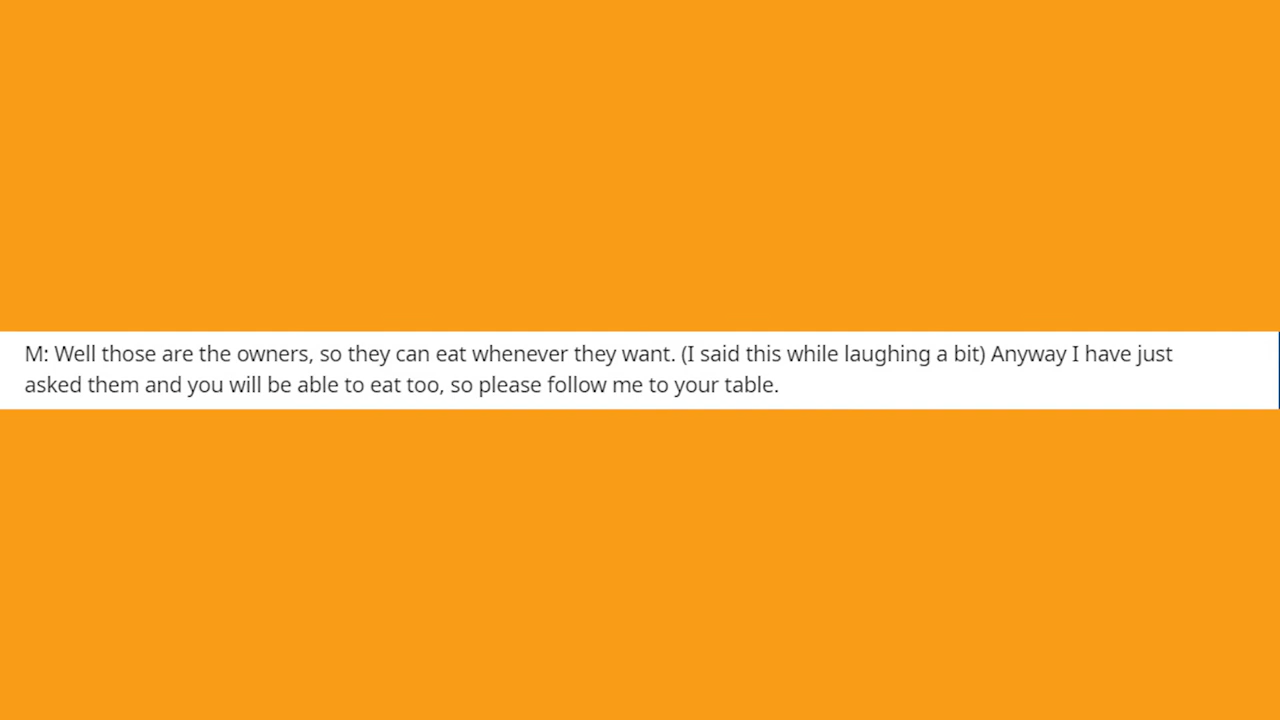 M: Well those are the owners, so they can eat whenever they want. (I said this while laughing a bit) Anyway I have just
asked them and you will be able to eat too, so please follow me to your table.